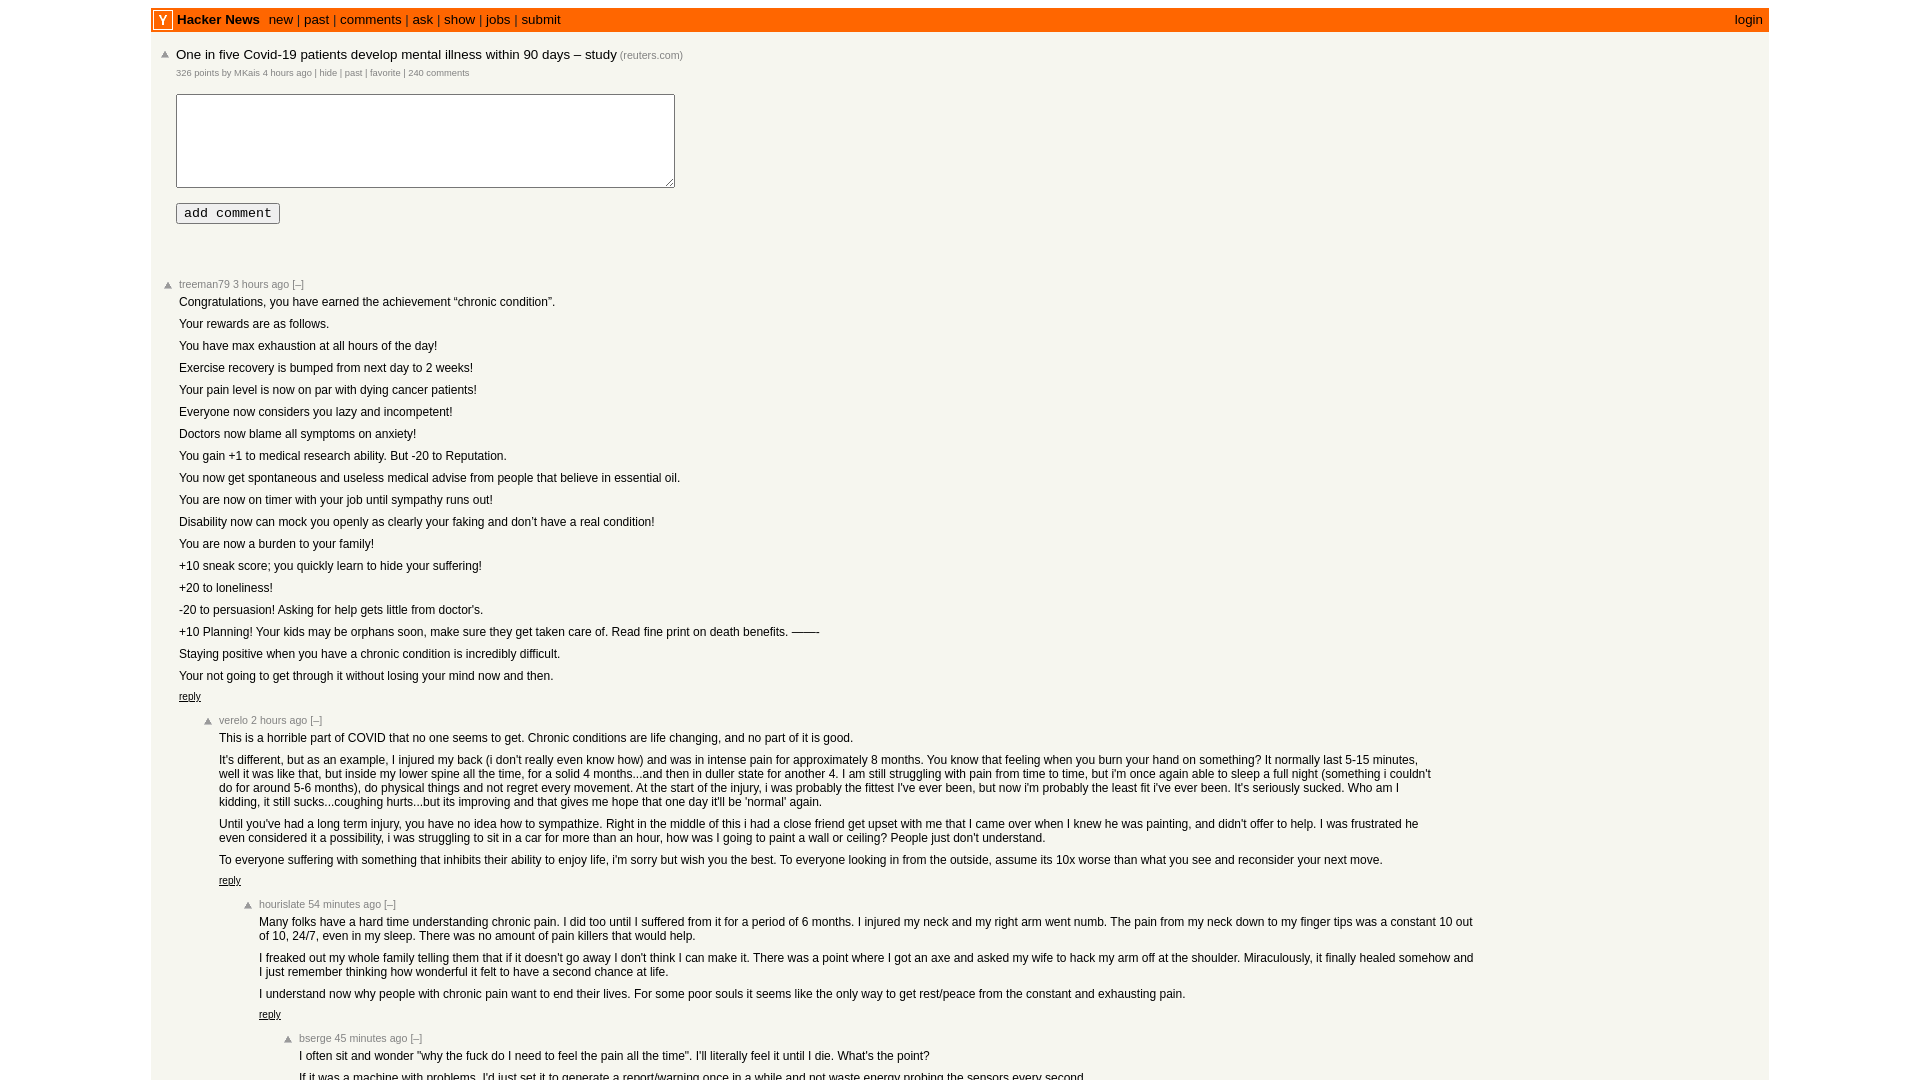 Y Hacker News new | past | comments | ask | show | jobs | submit login
One in five Covid-19 patients develop mental illness within 90 days – study (reuters.com)
326 points by MKais 4 hours ago | hide | past | favorite | 240 comments
add comment
treeman79 3 hours ago [–]
Congratulations, you have earned the achievement “chronic condition”.
Your rewards are as follows.
You have max exhaustion at all hours of the day!
Exercise recovery is bumped from next day to 2 weeks!
Your pain level is now on par with dying cancer patients!
Everyone now considers you lazy and incompetent!
Doctors now blame all symptoms on anxiety!
You gain +1 to medical research ability. But -20 to Reputation.
You now get spontaneous and useless medical advise from people that believe in essential oil.
You are now on timer with your job until sympathy runs out!
Disability now can mock you openly as clearly your faking and don’t have a real condition!
You are now a burden to your family!
+10 sneak score; you quickly learn to hide your suffering!
+20 to loneliness!
-20 to persuasion! Asking for help gets little from doctor's.
+10 Planning! Your kids may be orphans soon, make sure they get taken care of. Read fine print on death benefits. ——-
Staying positive when you have a chronic condition is incredibly difficult.
Your not going to get through it without losing your mind now and then.
reply
verelo 2 hours ago [–]
This is a horrible part of COVID that no one seems to get. Chronic conditions are life changing, and no part of it is good.
It's different, but as an example, I injured my back (i don't really even know how) and was in intense pain for approximately 8 months. You know that feeling when you burn your hand on something? It normally last 5-15 minutes,
well it was like that, but inside my lower spine all the time, for a solid 4 months...and then in duller state for another 4. I am still struggling with pain from time to time, but i'm once again able to sleep a full night (something i couldn't
do for around 5-6 months), do physical things and not regret every movement. At the start of the injury, i was probably the fittest I've ever been, but now i'm probably the least fit i've ever been. It's seriously sucked. Who am I
kidding, it still sucks...coughing hurts...but its improving and that gives me hope that one day it'll be 'normal' again.
Until you've had a long term injury, you have no idea how to sympathize. Right in the middle of this i had a close friend get upset with me that I came over when I knew he was painting, and didn't offer to help. I was frustrated he
even considered it a possibility, i was struggling to sit in a car for more than an hour, how was I going to paint a wall or ceiling? People just don't understand.
To everyone suffering with something that inhibits their ability to enjoy life, i'm sorry but wish you the best. To everyone looking in from the outside, assume its 10x worse than what you see and reconsider your next move.
reply
hourislate 54 minutes ago [–]
Many folks have a hard time understanding chronic pain. I did too until I suffered from it for a period of 6 months. I injured my neck and my right arm went numb. The pain from my neck down to my finger tips was a constant 10 out
of 10, 24/7, even in my sleep. There was no amount of pain killers that would help.
I freaked out my whole family telling them that if it doesn't go away I don't think I can make it. There was a point where I got an axe and asked my wife to hack my arm off at the shoulder. Miraculously, it finally healed somehow and
I just remember thinking how wonderful it felt to have a second chance at life.
I understand now why people with chronic pain want to end their lives. For some poor souls it seems like the only way to get rest/peace from the constant and exhausting pain.
reply
bserge 45 minutes ago [–]
I often sit and wonder "why the fuck do I need to feel the pain all the time". I'll literally feel it until I die. What's the point?
If it was a machine with problems, I'd just set it to generate a report/warning once in a while and not waste energy probing the sensors every second.